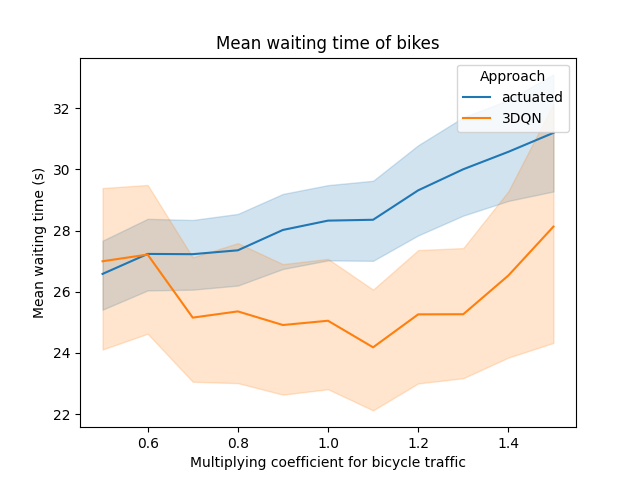 Mean waiting time of bikes
Approach
actuated
3DQN
Mean waiting time (s)
32
30
28
26
24
22
0.6 0.8 1.0 1.2 1.4
Multiplying coefficient for bicycle traffic